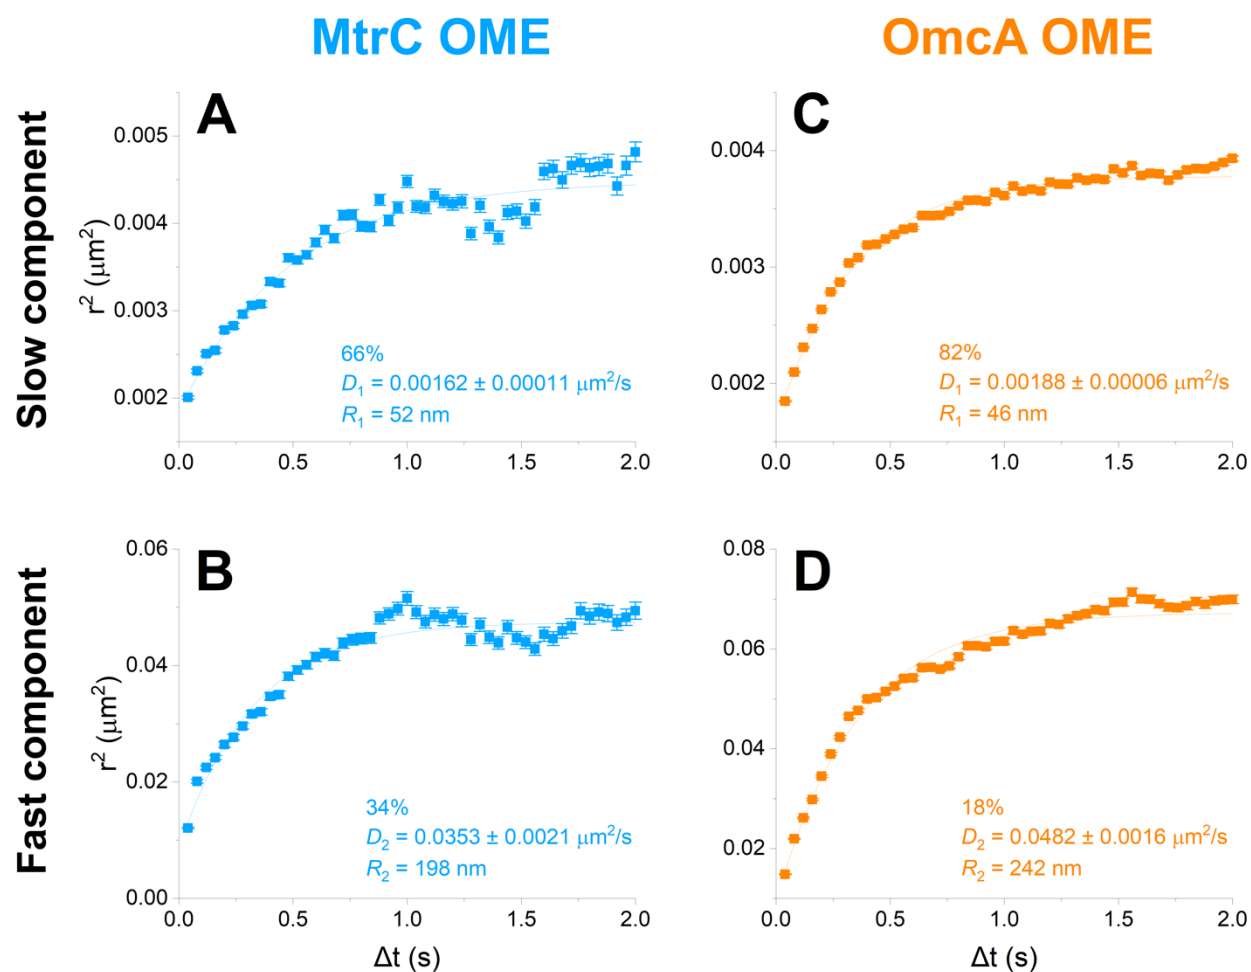 MtrC OME
OmcA OME
Slow component
A
r² (μm²)
0.005
0.004
0.003
0.002
66%
D₁ = 0.00162 ± 0.00011 μm²/s
R₁ = 52 nm
0.0 0.5 1.0 1.5 2.0
C
0.004
0.003
0.002
82%
D₁ = 0.00188 ± 0.00006 μm²/s
R₁ = 46 nm
0.0 0.5 1.0 1.5 2.0
Fast component
B
r² (μm²)
0.06
0.04
0.02
0.00
34%
D₂ = 0.0353 ± 0.0021 μm²/s
R₂ = 198 nm
0.0 0.5 1.0 1.5 2.0
Δt (s)
D
0.08
0.06
0.04
0.02
18%
D₂ = 0.0482 ± 0.0016 μm²/s
R₂ = 242 nm
0.0 0.5 1.0 1.5 2.0
Δt (s)